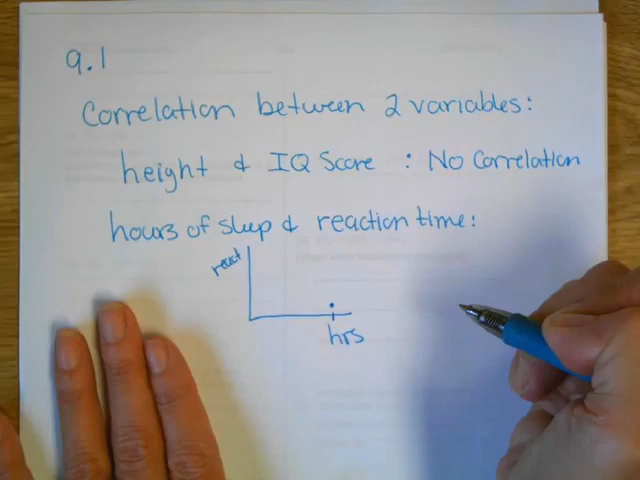 9.1
Correlation between 2 variables:
height & IQ Score : No Correlation
hours of sleep & reaction time:
react
hrs